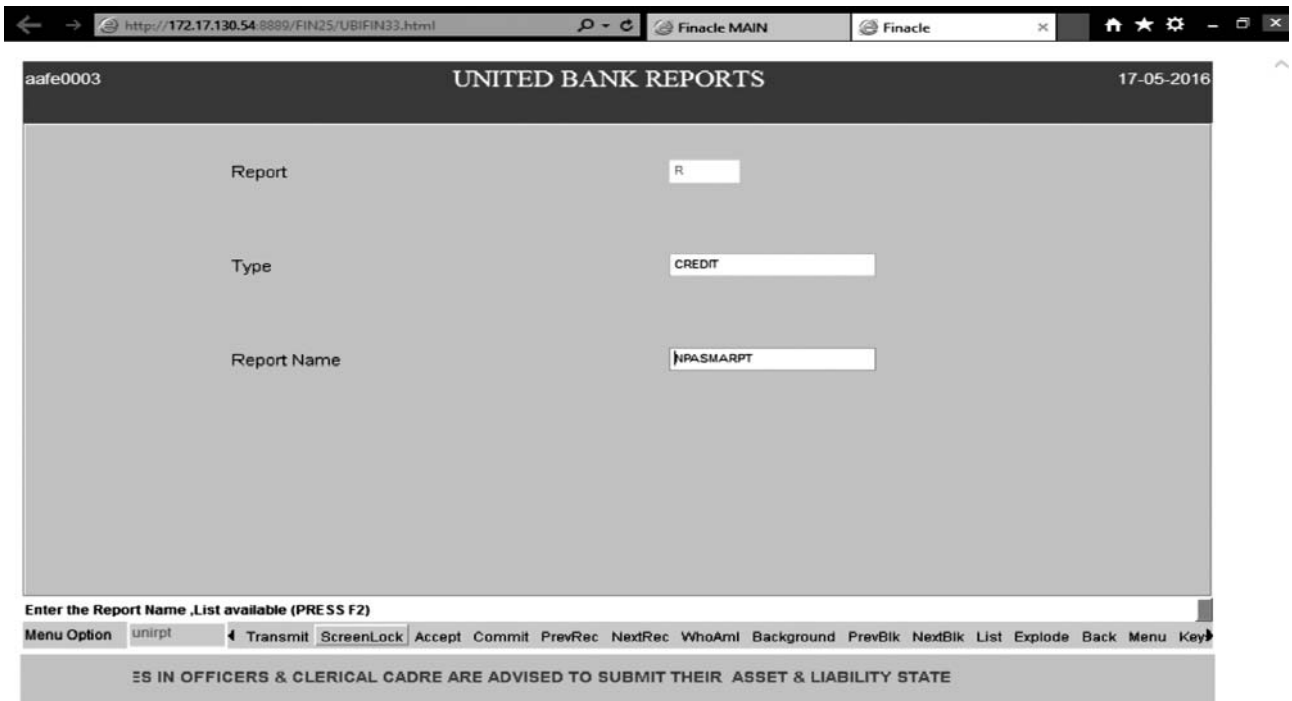 http://172.17.130.54:8889/FIN25/UBIFIN33.html Finacle MAIN Finacle
aafe0003 UNITED BANK REPORTS 17-05-2016
Report R
Type CREDIT
Report Name NPASMARPT
Enter the Report Name ,List available (PRESS F2)
Menu Option unirpt Transmit ScreenLock Accept Commit PrevRec NextRec WhoAmI Background PrevBlk NextBlk List Explode Back Menu Key
ES IN OFFICERS & CLERICAL CADRE ARE ADVISED TO SUBMIT THEIR ASSET & LIABILITY STATE